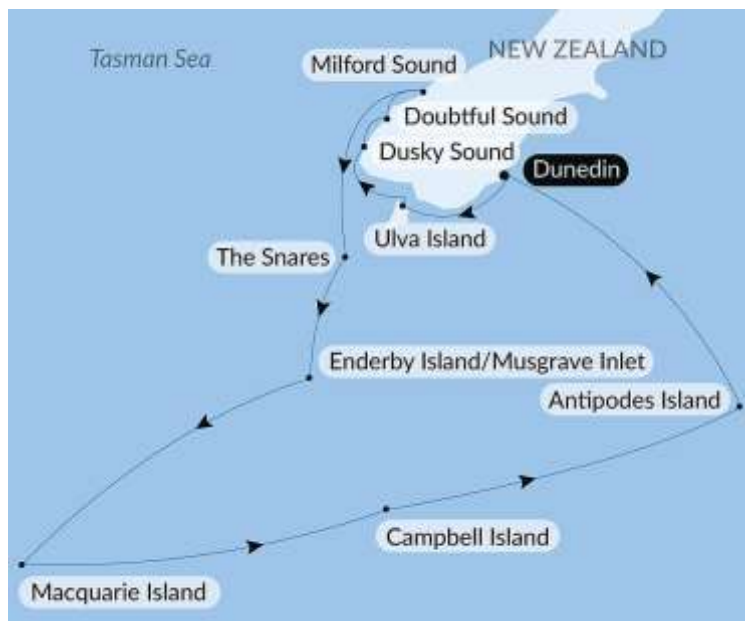 Tasman Sea
NEW ZEALAND
Milford Sound
Doubtful Sound
Dusky Sound
Dunedin
Ulva Island
The Snares
Enderby Island/Musgrave Inlet
Antipodes Island
Campbell Island
Macquarie Island